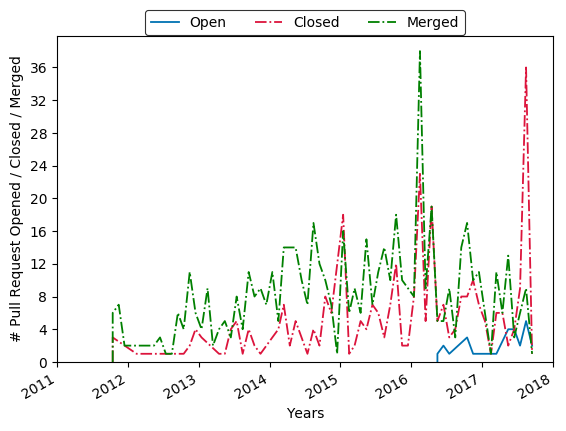 Open Closed Merged
# Pull Request Opened / Closed / Merged
36
32
28
24
20
16
12
8
4
0
2011 2012 2013 2014 2015 2016 2017 2018
Years